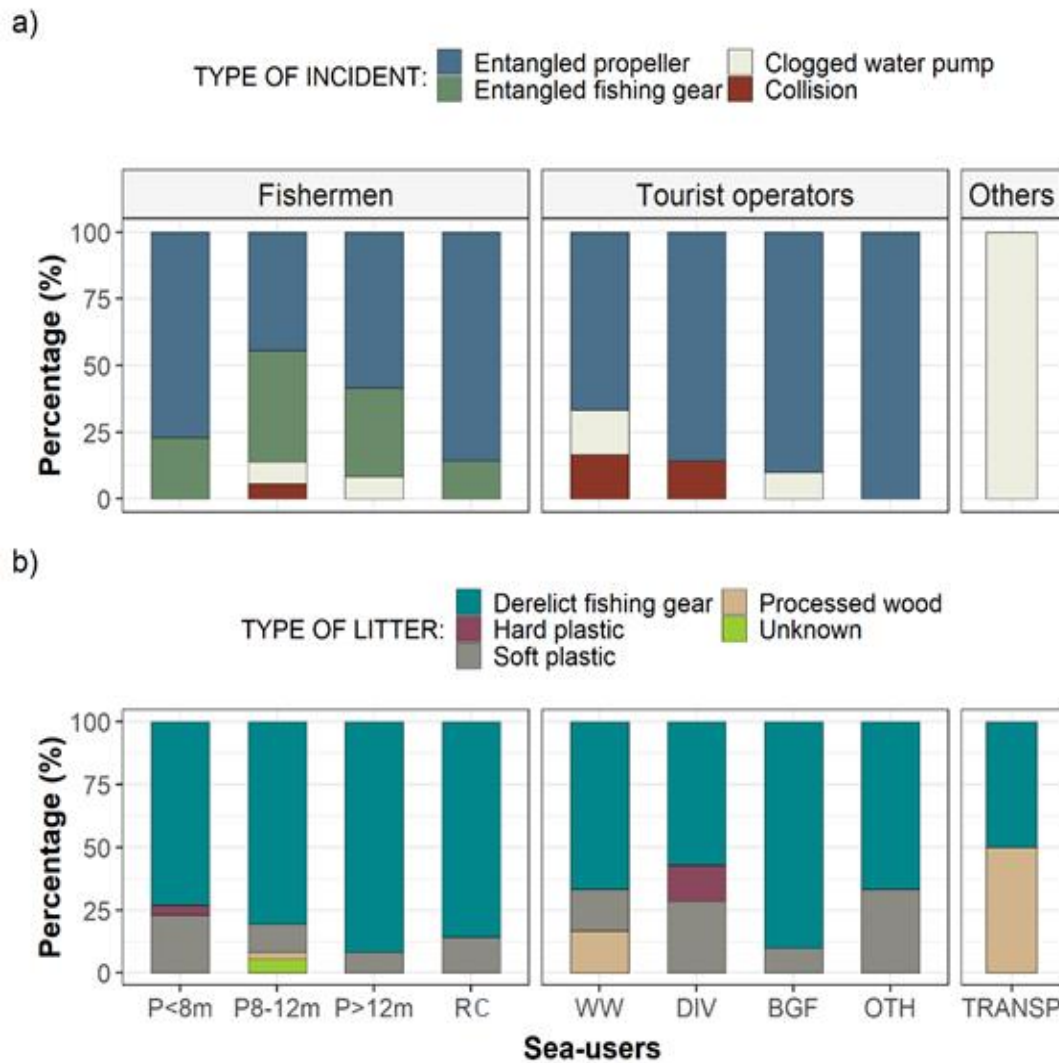 a)
TYPE OF INCIDENT:
Entangled propeller
Clogged water pump
Entangled fishing gear
Collision
Fishermen
Tourist operators
Others
Percentage (%)
100
75
50
25
0
b)
TYPE OF LITTER:
Derelict fishing gear
Processed wood
Hard plastic
Unknown
Soft plastic
Percentage (%)
100
75
50
25
0
P<8m P8-12m P>12m RC WW DIV BGF OTH TRANSP
Sea-users